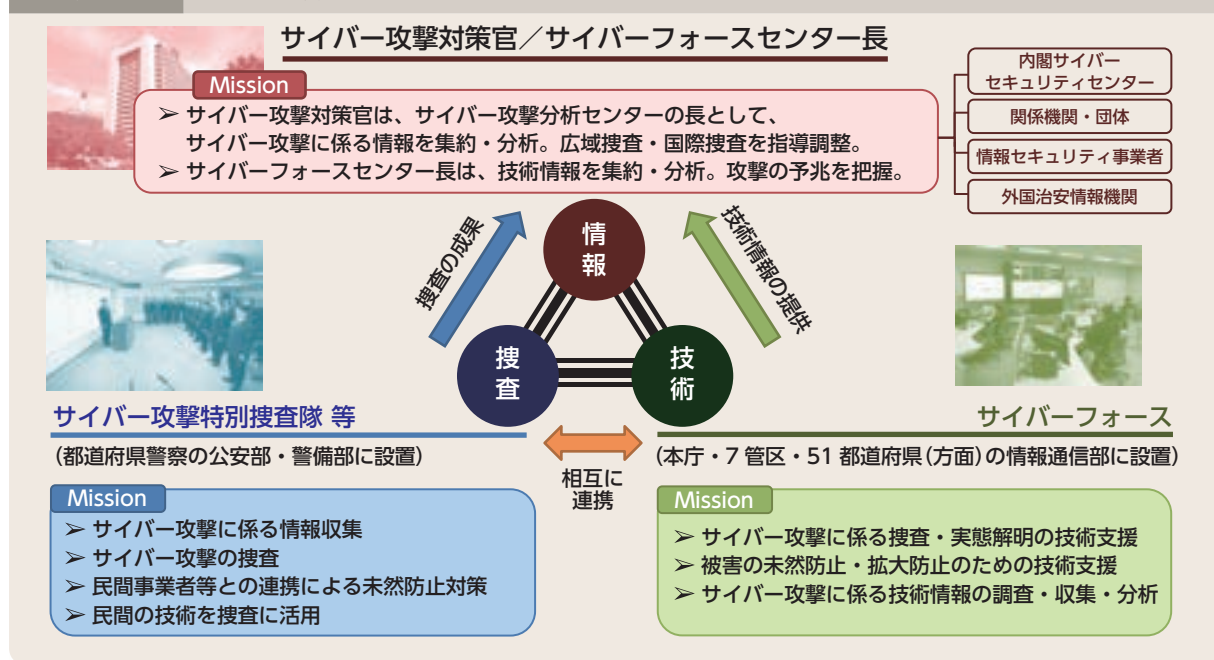 サイバー攻撃対策官／サイバーフォースセンター長
Mission
➢ サイバー攻撃対策官は、サイバー攻撃分析センターの長として、
サイバー攻撃に係る情報を集約・分析。広域捜査・国際捜査を指導調整。
➢ サイバーフォースセンター長は、技術情報を集約・分析。攻撃の予兆を把握。
内閣サイバー
セキュリティセンター
関係機関・団体
情報セキュリティ事業者
外国治安情報機関
捜査の成果
情報
技術情報の提供
捜査
技術
サイバー攻撃特別捜査隊 等
(都道府県警察の公安部・警備部に設置)
Mission
➢ サイバー攻撃に係る情報収集
➢ サイバー攻撃の捜査
➢ 民間事業者等との連携による未然防止対策
➢ 民間の技術を捜査に活用
相互に
連携
サイバーフォース
(本庁・7 管区・51 都道府県(方面)の情報通信部に設置)
Mission
➢ サイバー攻撃に係る捜査・実態解明の技術支援
➢ 被害の未然防止・拡大防止のための技術支援
➢ サイバー攻撃に係る技術情報の調査・収集・分析